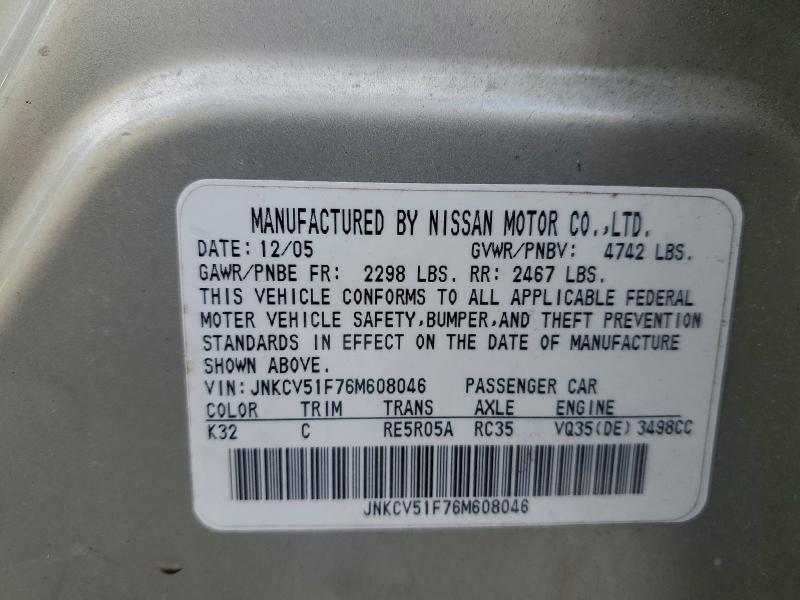 MANUFACTURED BY NISSAN MOTOR CO.,LTD.
DATE: 12/05 GVWR/PNBV: 4742 LBS.
GAWR/PNBE FR: 2298 LBS. RR: 2467 LBS.
THIS VEHICLE CONFORMS TO ALL APPLICABLE FEDERAL
MOTER VEHICLE SAFETY,BUMPER,AND THEFT PREVENTION
STANDARDS IN EFFECT ON THE DATE OF MANUFACTURE
SHOWN ABOVE.
VIN: JNKCV51F76M608046 PASSENGER CAR
COLOR TRIM TRANS AXLE ENGINE
K32 C RE5R05A RC35 VQ35(DE) 3498CC
JNKCV51F76M608046